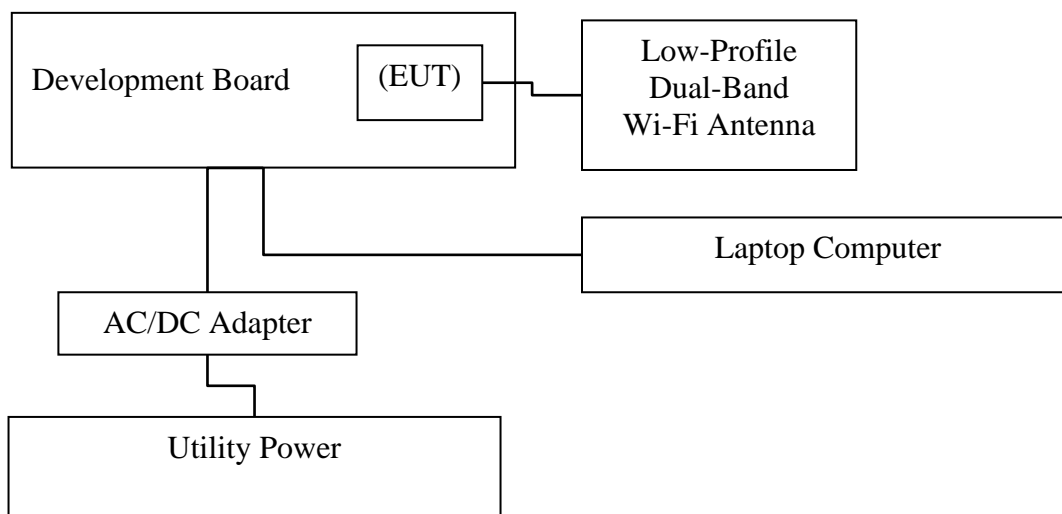 Development Board
(EUT)
Low-Profile
Dual-Band
Wi-Fi Antenna
Laptop Computer
AC/DC Adapter
Utility Power